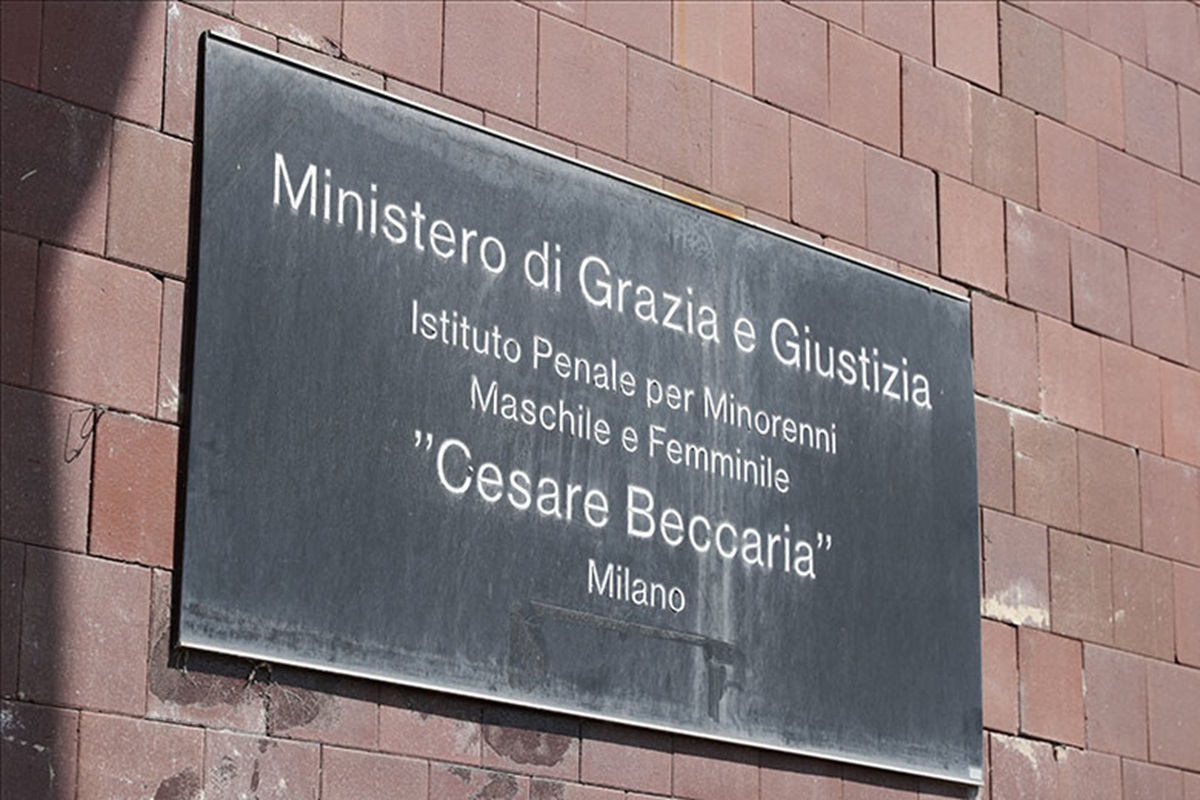 Ministero di Grazia e Giustizia
Istituto Penale per Minorenni
Maschile e Femminile
”Cesare Beccaria”
Milano